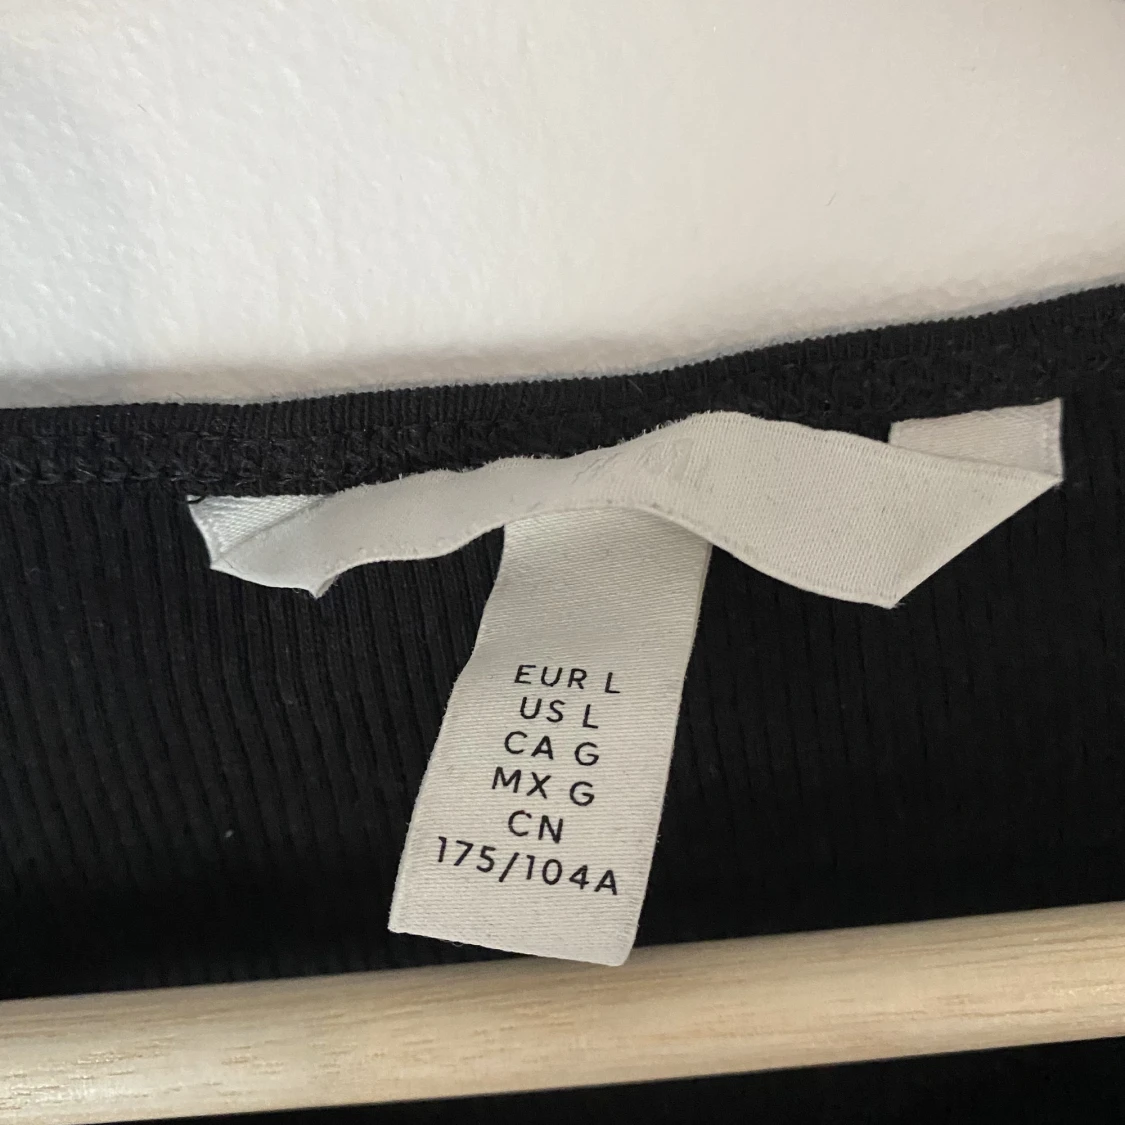 EUR L
US L
CA G
MX G
CN
175/104A